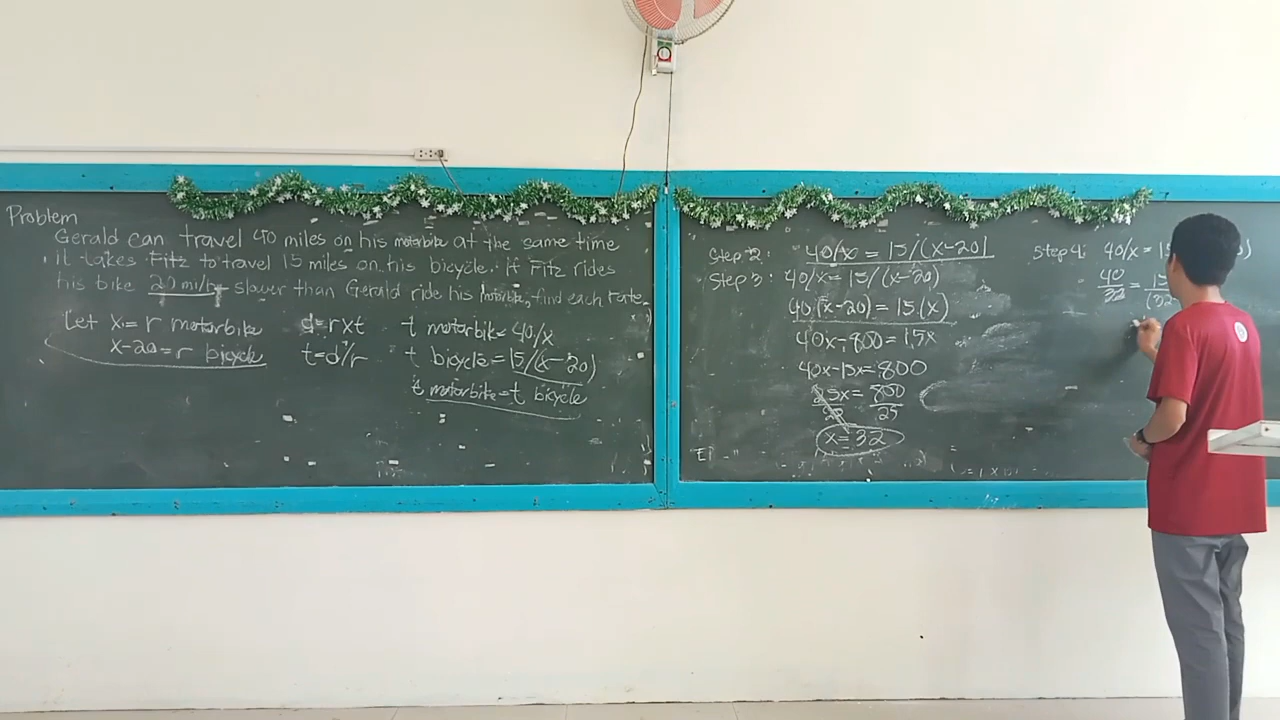 Problem
Gerald can travel 40 miles on his motorbike at the same time
it takes Fitz to travel 15 miles on his bicycle. If Fitz rides
his bike 20 mi/hr slower than Gerald ride his motorbike, find each rate.
Let x = r motorbike
x-20 = r bicycle
d = rxt
t = d/r
t motorbike = 40/x
t bicycle = 15/(x-20)
t motorbike = t bicycle
Step 2: 40/x = 15/(x-20)
Step 3: 40/x = 15/(x-20)
40(x-20) = 15(x)
40x-800 = 15x
40x-15x = 800
25x = 800
25 25
x = 32
Step 4: 40/x = 15
40 = 15
32 (32